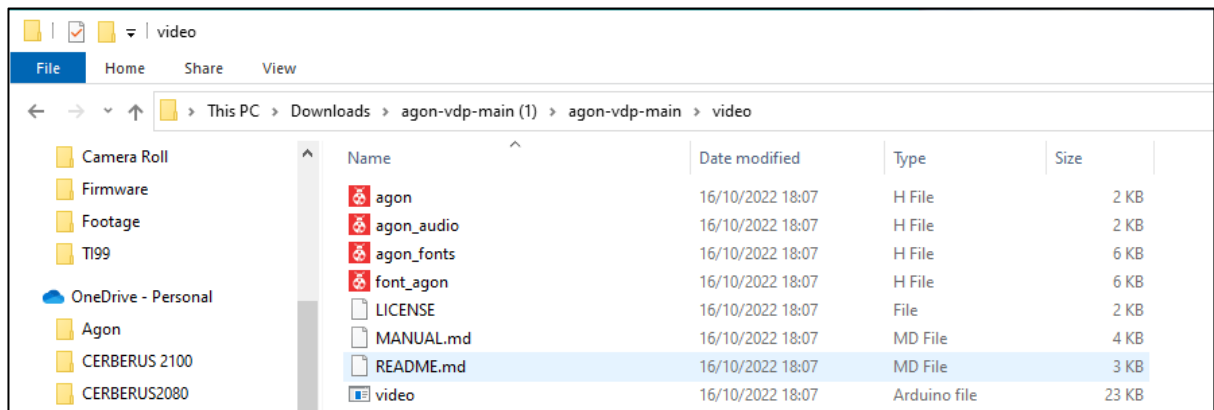 video
File Home Share View
This PC > Downloads > agon-vdp-main (1) > agon-vdp-main > video
Camera Roll
Firmware
Footage
TI99
OneDrive - Personal
Agon
CERBERUS 2100
CERBERUS2080
Name Date modified Type Size
agon 16/10/2022 18:07 H File 2 KB
agon_audio 16/10/2022 18:07 H File 2 KB
agon_fonts 16/10/2022 18:07 H File 6 KB
font_agon 16/10/2022 18:07 H File 6 KB
LICENSE 16/10/2022 18:07 File 2 KB
MANUAL.md 16/10/2022 18:07 MD File 4 KB
README.md 16/10/2022 18:07 MD File 3 KB
video 16/10/2022 18:07 Arduino file 23 KB